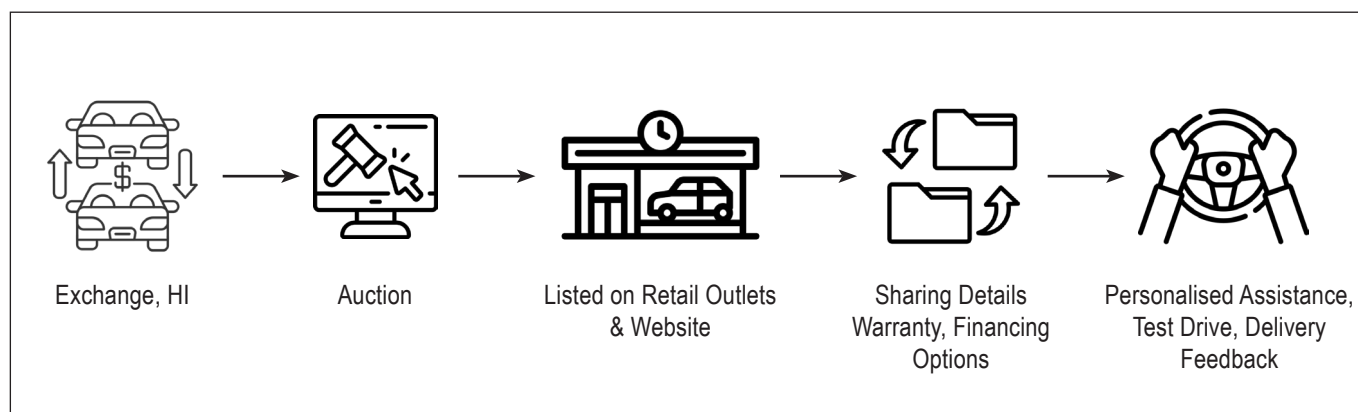 $
Exchange, HI
Auction
Listed on Retail Outlets
& Website
Sharing Details
Warranty, Financing
Options
Personalised Assistance,
Test Drive, Delivery
Feedback